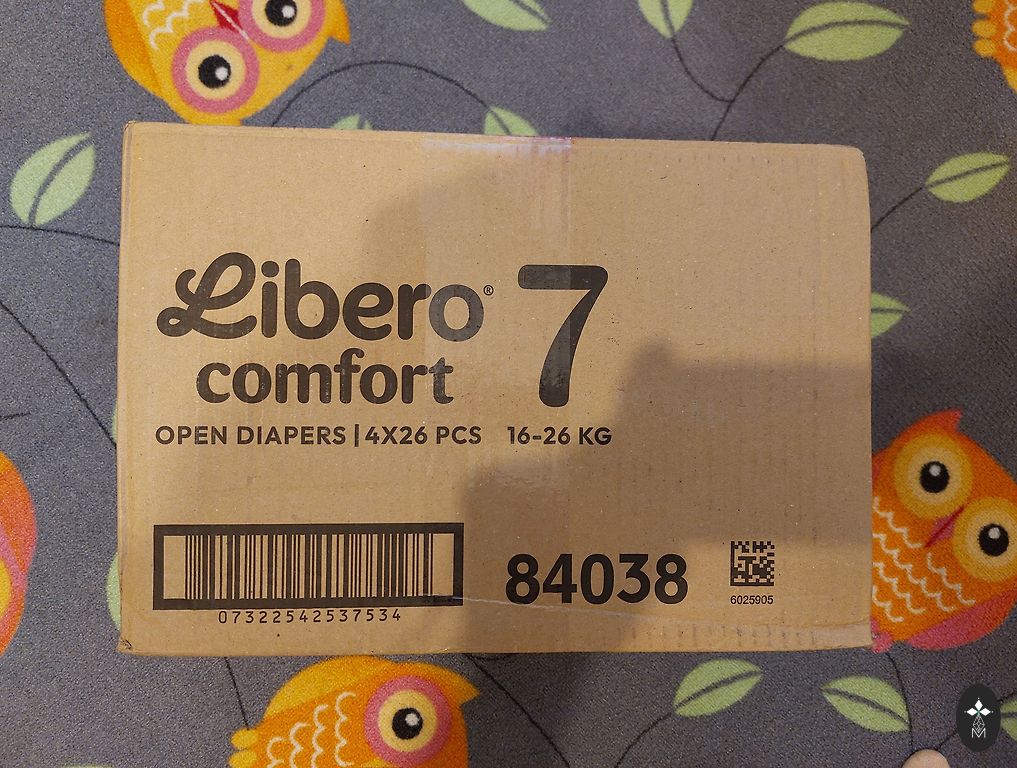 Libero® 7
comfort
OPEN DIAPERS | 4X26 PCS 16-26 KG
84038
07322542537534
6025905
M